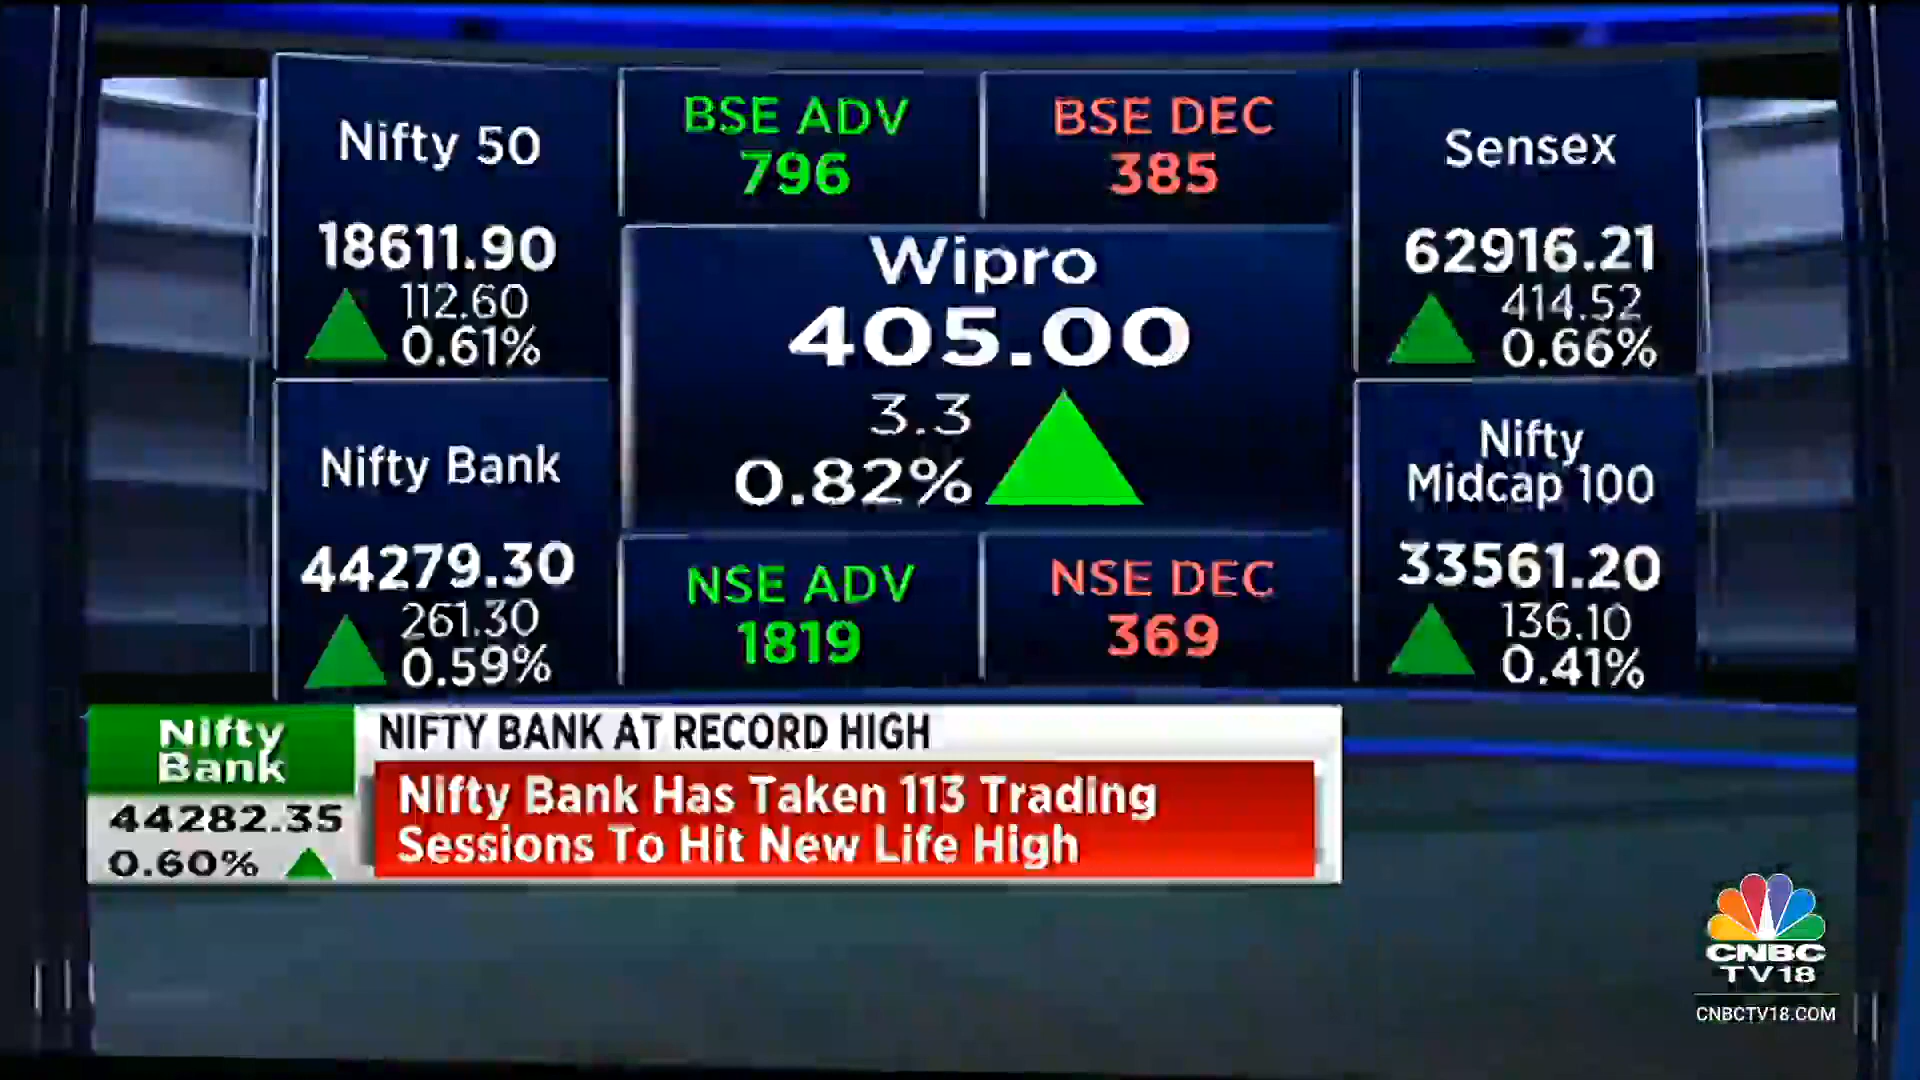 Nifty 50
18611.90
112.60
0.61%
BSE ADV
796
BSE DEC
385
Sensex
62916.21
414.52
0.66%
Wipro
405.00
3.3
0.82%
Nifty Bank
44279.30
261.30
0.59%
NSE ADV
1819
NSE DEC
369
Nifty
Midcap 100
33561.20
136.10
0.41%
Nifty
Bank
44282.35
0.60%
NIFTY BANK AT RECORD HIGH
Nifty Bank Has Taken 113 Trading
Sessions To Hit New Life High
CNBC
TV18
CNBCTV18.COM